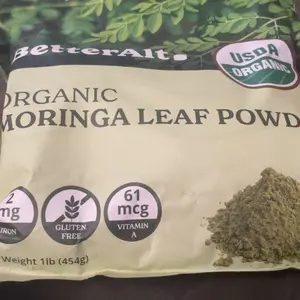 BetterAlt
USDA
ORGANIC
ORGANIC
MORINGA LEAF POWD
2
mg
IRON
GLUTEN
FREE
61
mcg
VITAMIN
A
Weight 1lb (454g)